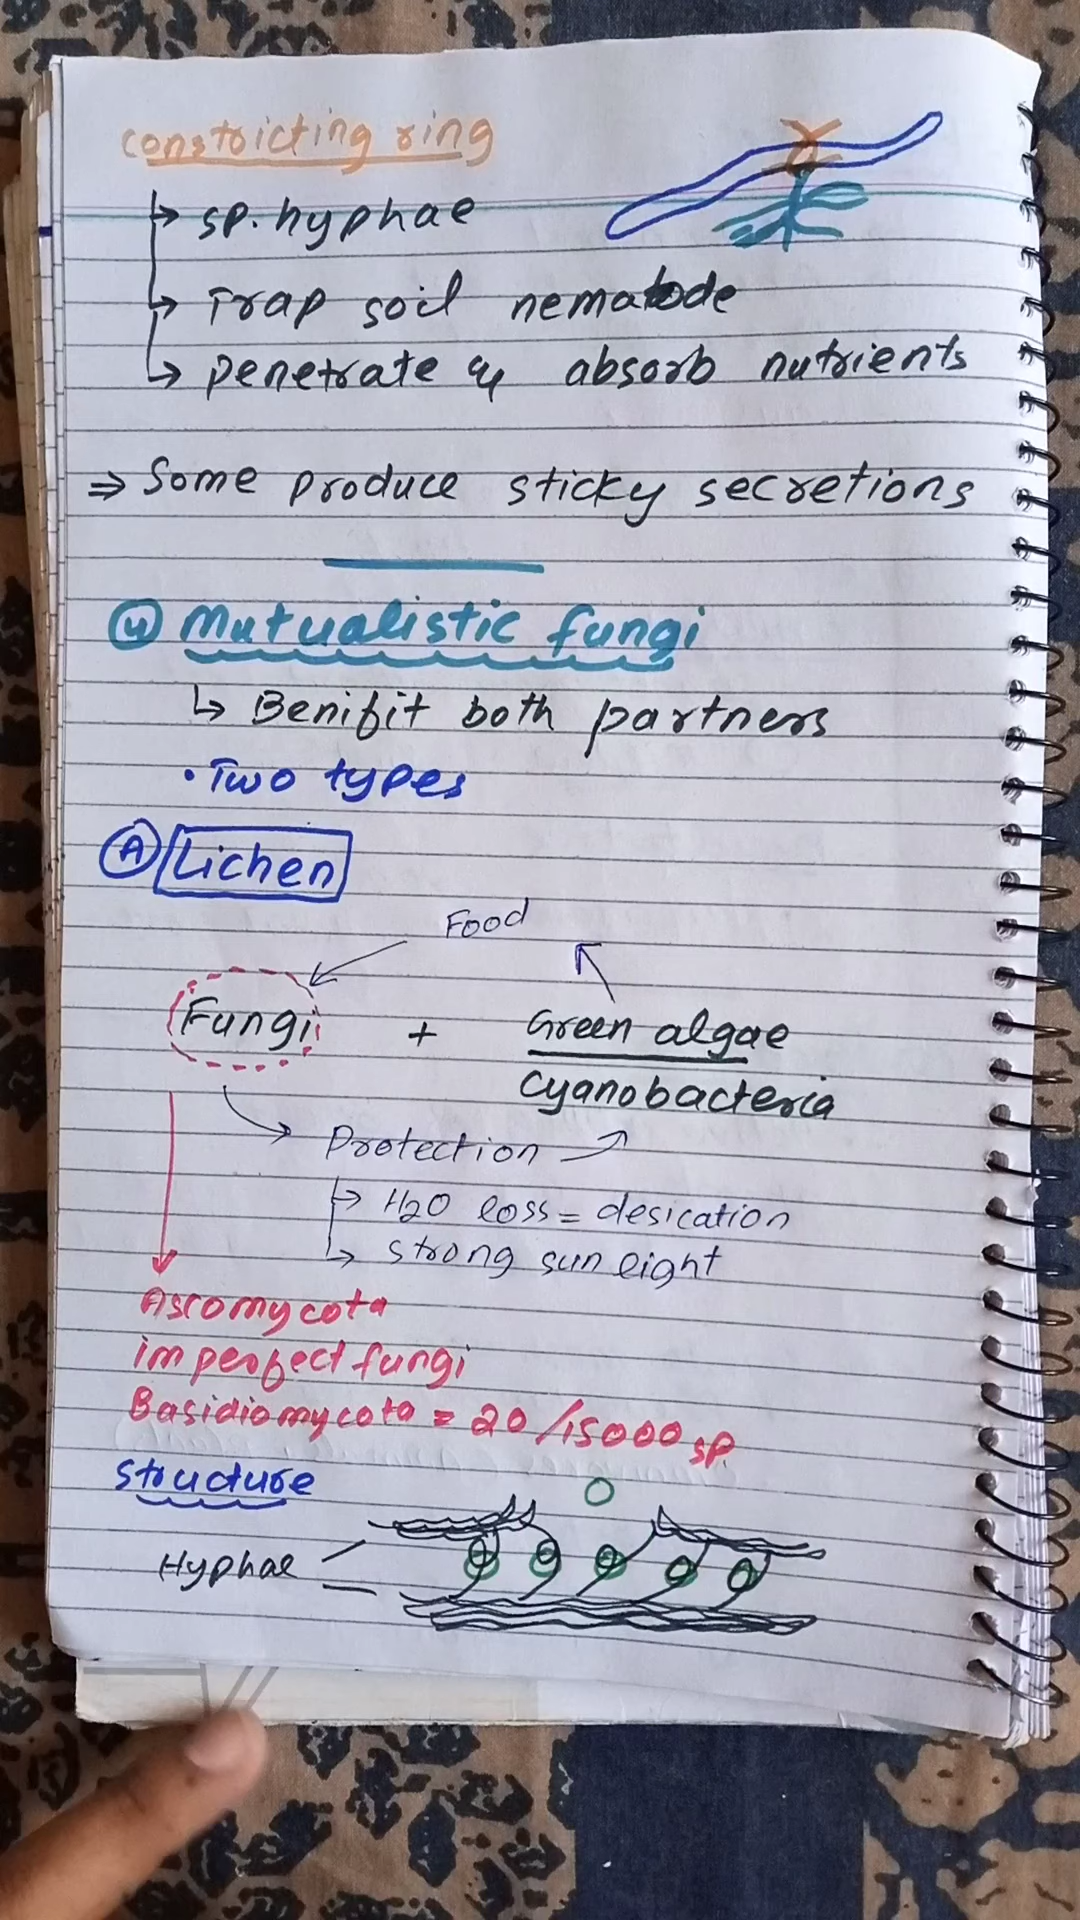 constricting ring
↳ sp. hyphae
↳ Trap soil nematode
↳ penetrate & absorb nutrients
⇒ Some produce sticky secretions
④ Mutualistic fungi
↳ Benifit both partners
• Two types
Ⓐ Lichen
Food
Fungi + Green algae
Cyanobacteria
Protection
↳ H2O loss = desication
↳ strong sun light
Ascomycota
imperfect fungi
Basidiomycota = 20/15000 sp.
structure
Hyphae